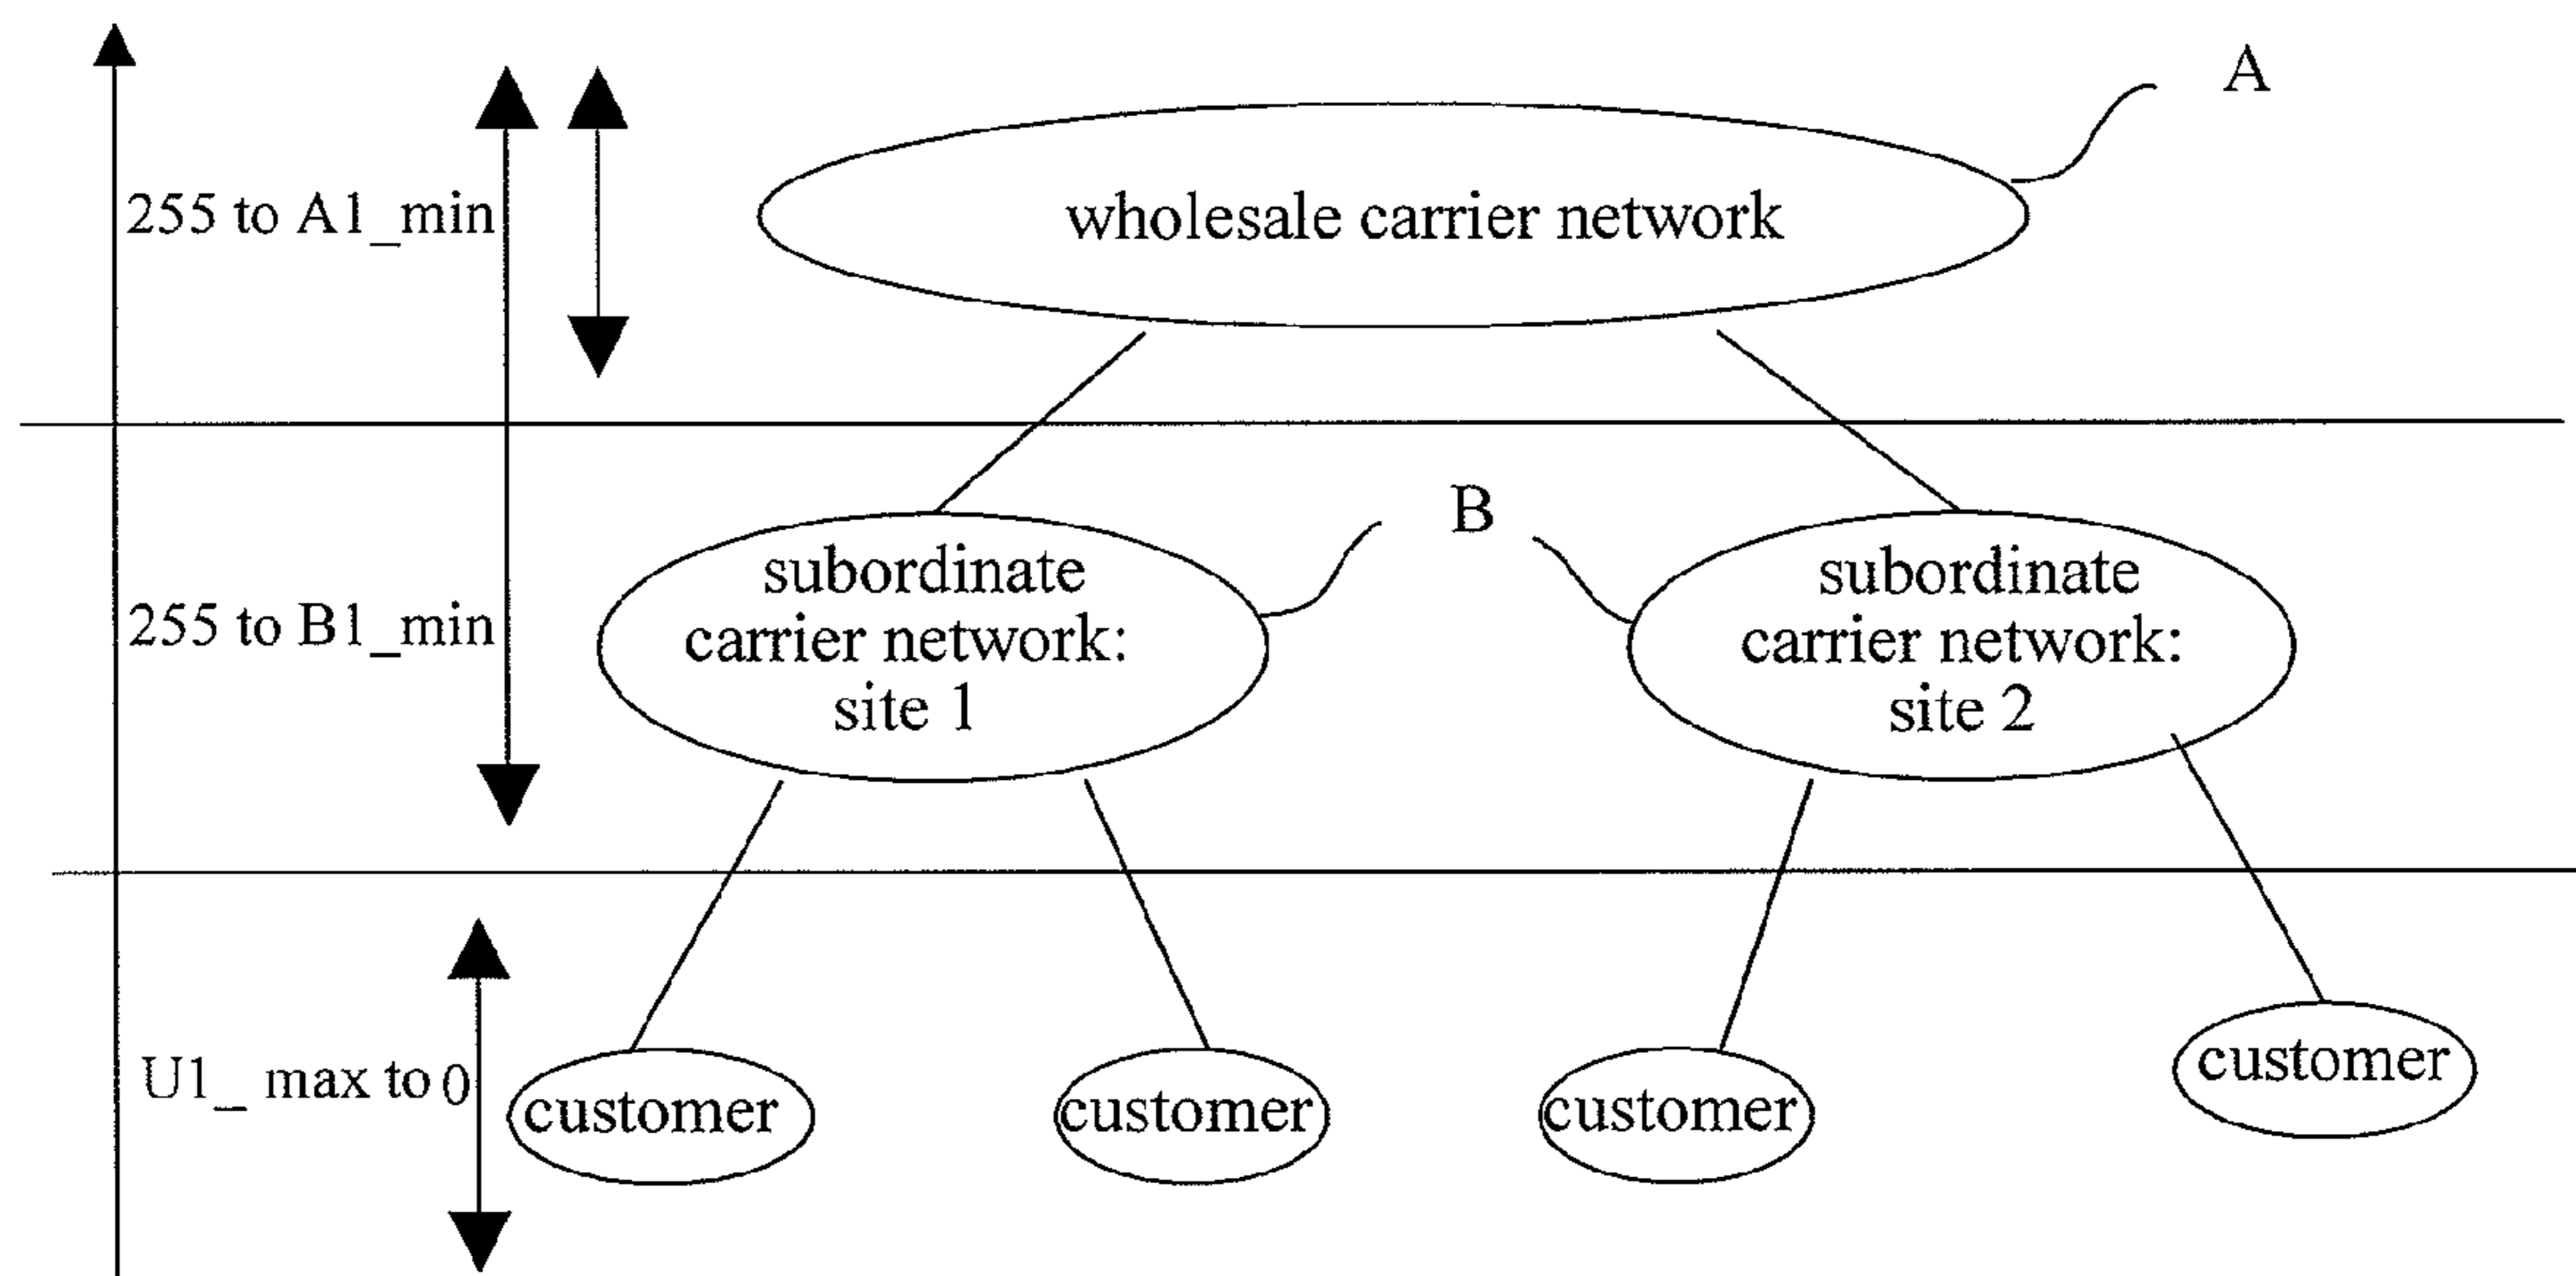 A
255 to A1_min
wholesale carrier network
B
subordinate
carrier network:
site 1
subordinate
carrier network:
site 2
255 to B1_min
U1_ max to 0
customer
customer
customer
customer